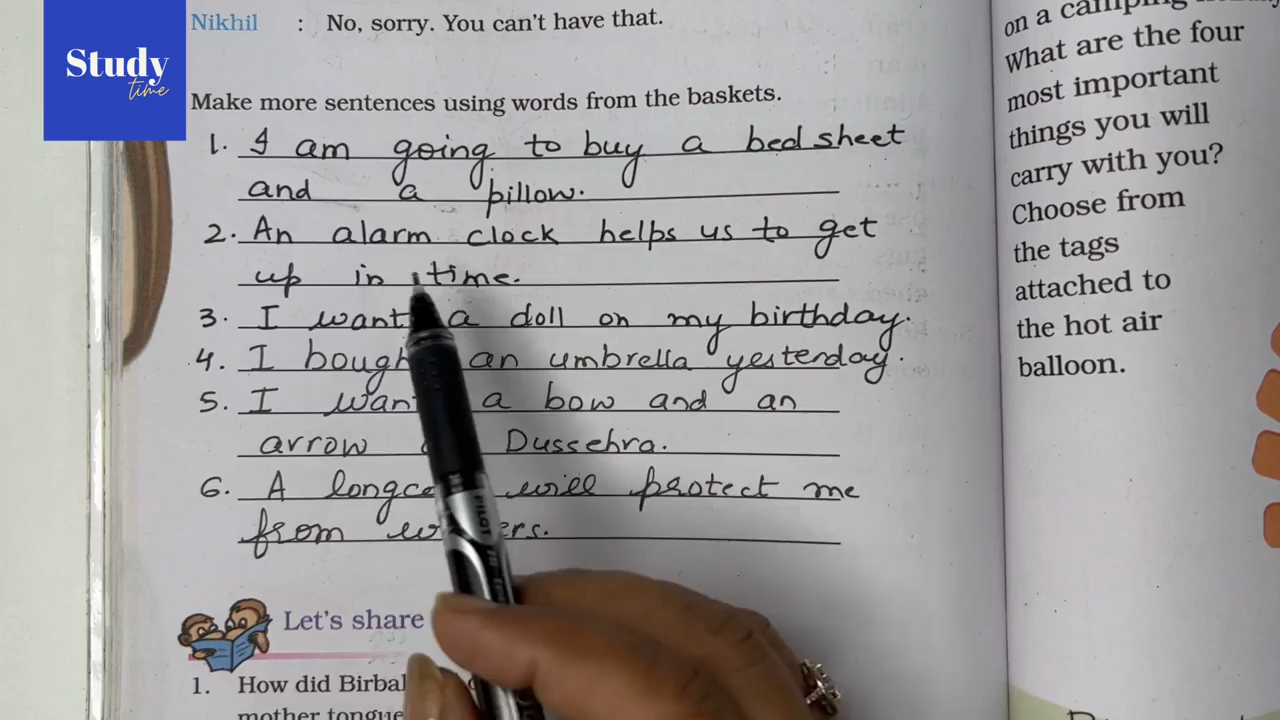 Study
time
Nikhil : No, sorry. You can't have that.
Make more sentences using words from the baskets.
1. I am going to buy a bed sheet
and a pillow.
2. An alarm clock helps us to get
up in time.
3. I want a doll on my birthday.
4. I bough an umbrella yesterday.
5. I want a bow and an
arrow Dussehra.
6. A longco will protect me
from
Let's share
1. How did Birbal
mother tongue
on a camping
What are the four
most important
things you will
carry with you?
Choose from
the tags
attached to
the hot air
balloon.